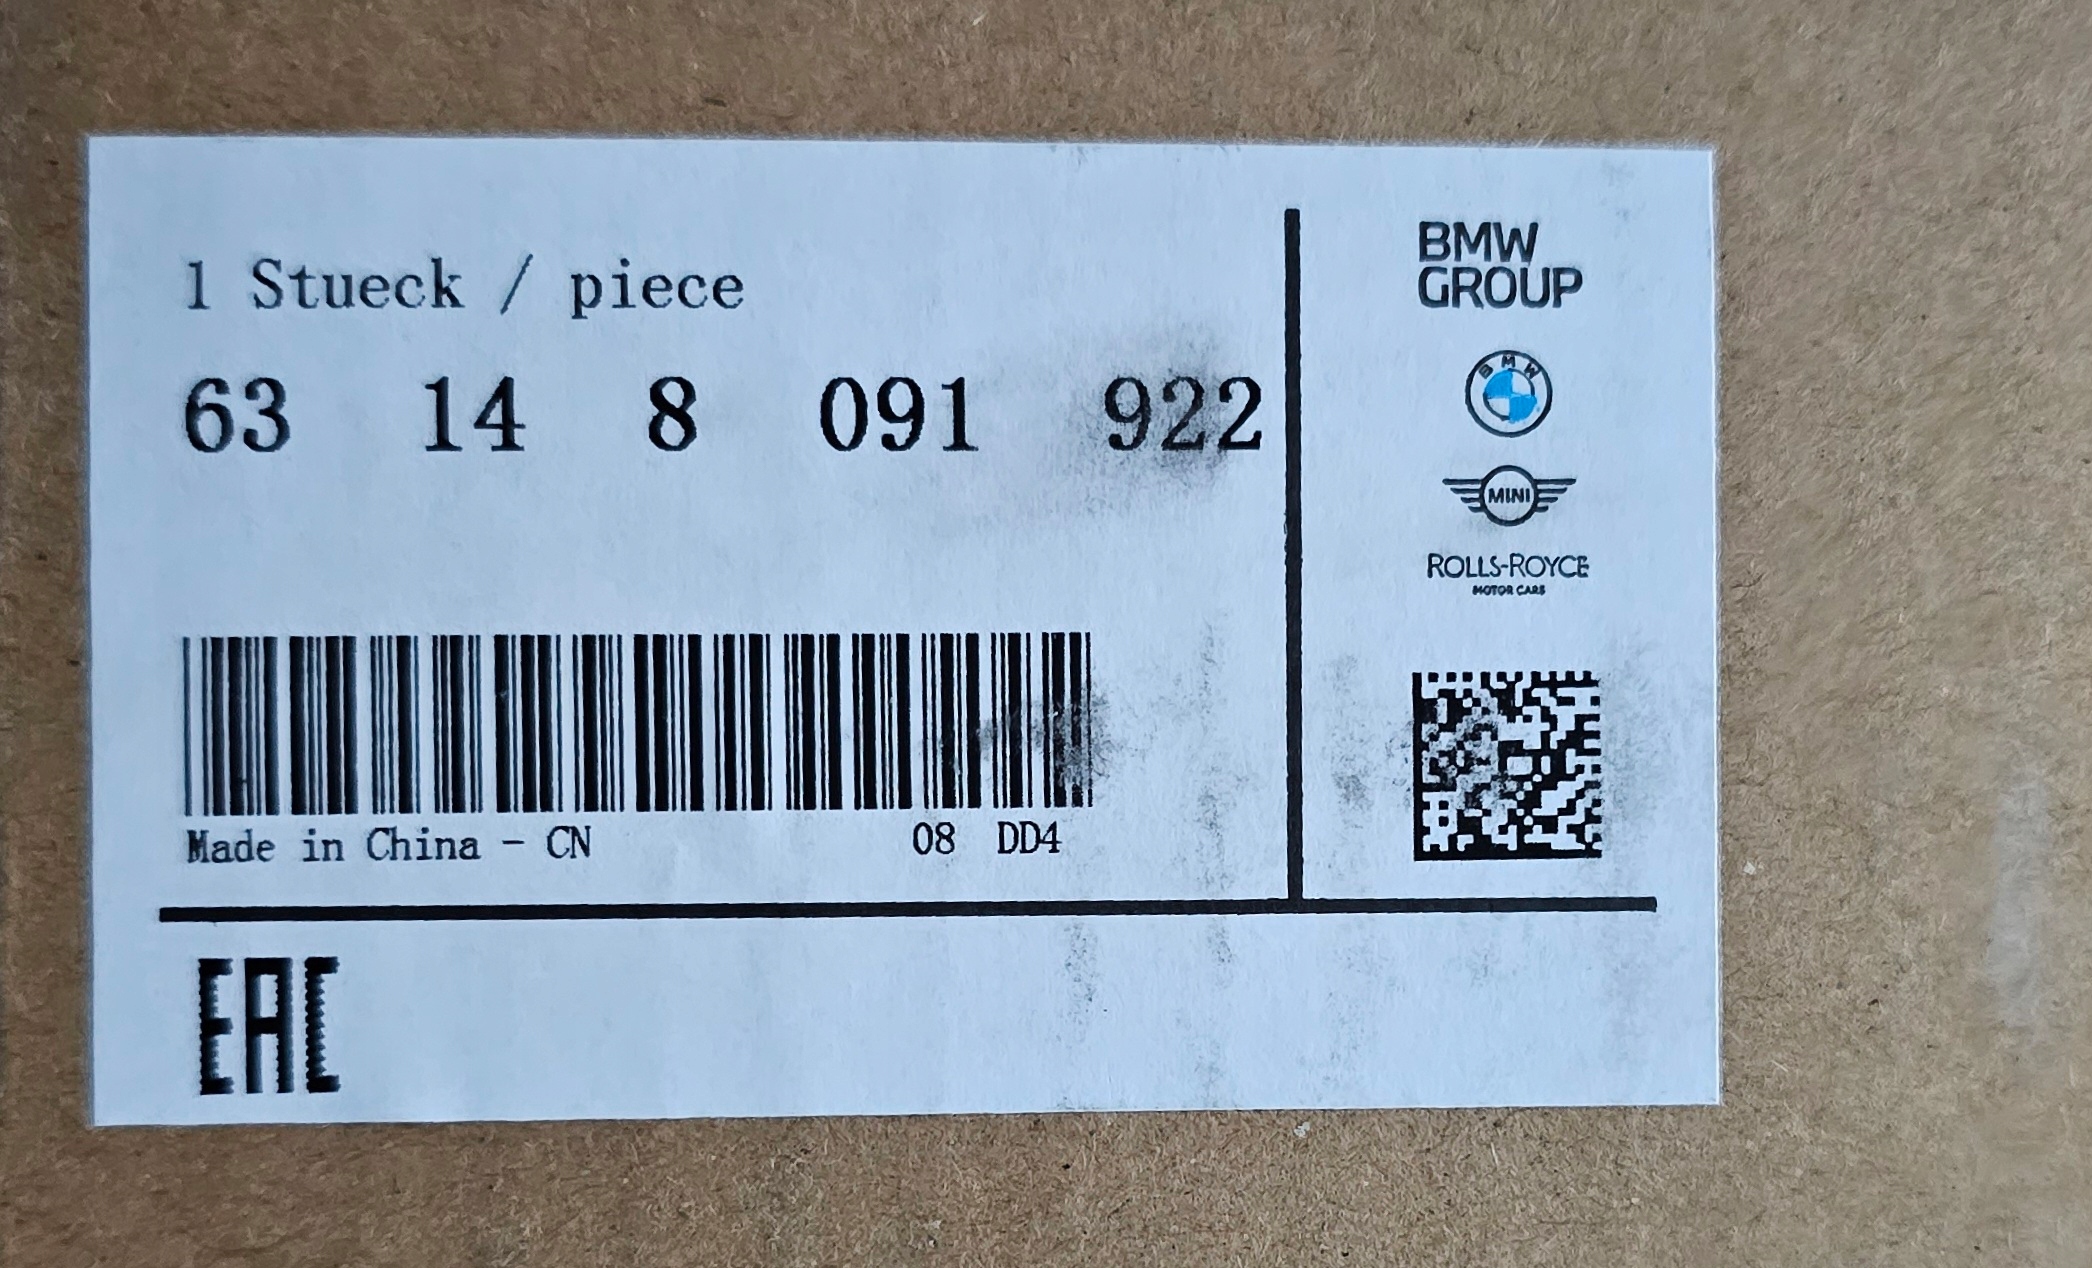 1 Stueck / piece
63 14 8 091 922
Made in China - CN 08 DD4
EAC
BMW
GROUP
BMW
MINI
ROLLS-ROYCE
MOTOR CARS